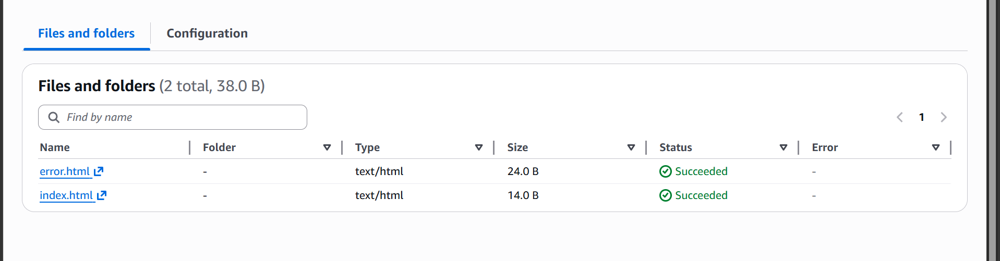 Files and folders Configuration
Files and folders (2 total, 38.0 B)
Find by name 1
Name Folder Type Size Status Error
error.html - text/html 24.0 B Succeeded -
index.html - text/html 14.0 B Succeeded -